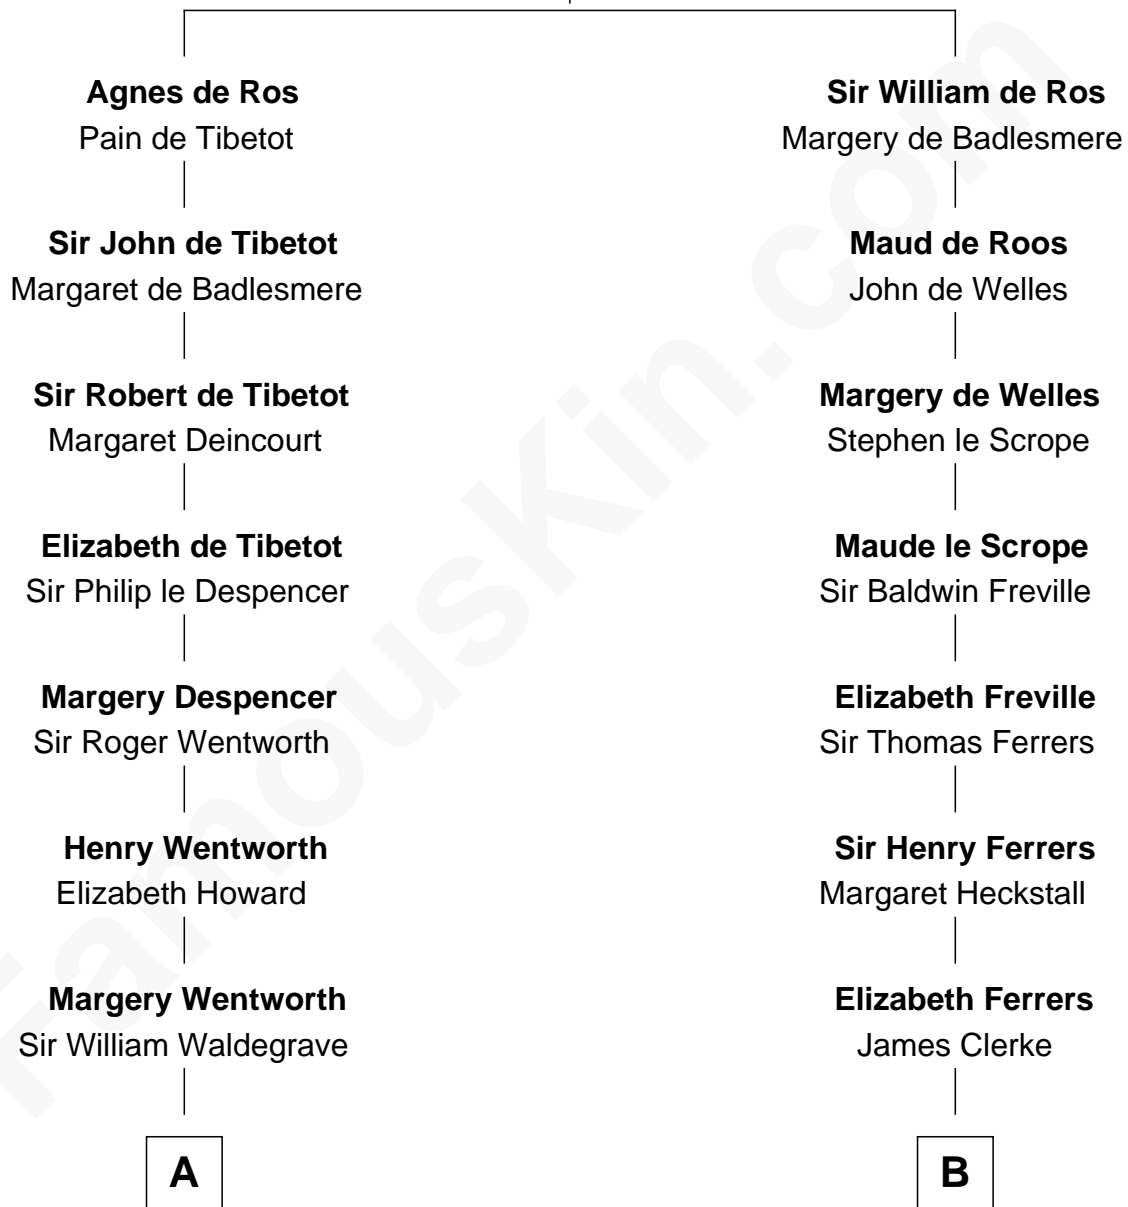 Agnes de Ros
Pain de Tibetot
Sir William de Ros
Margery de Badlesmere
Sir John de Tibetot
Margaret de Badlesmere
Maud de Roos
John de Welles
Sir Robert de Tibetot
Margaret Deincourt
Margery de Welles
Stephen le Scrope
Elizabeth de Tibetot
Sir Philip le Despencer
Maude le Scrope
Sir Baldwin Freville
Margery Despencer
Sir Roger Wentworth
Elizabeth Freville
Sir Thomas Ferrers
Henry Wentworth
Elizabeth Howard
Sir Henry Ferrers
Margaret Heckstall
Margery Wentworth
Sir William Waldegrave
Elizabeth Ferrers
James Clerke
A
B
FamousKin.com